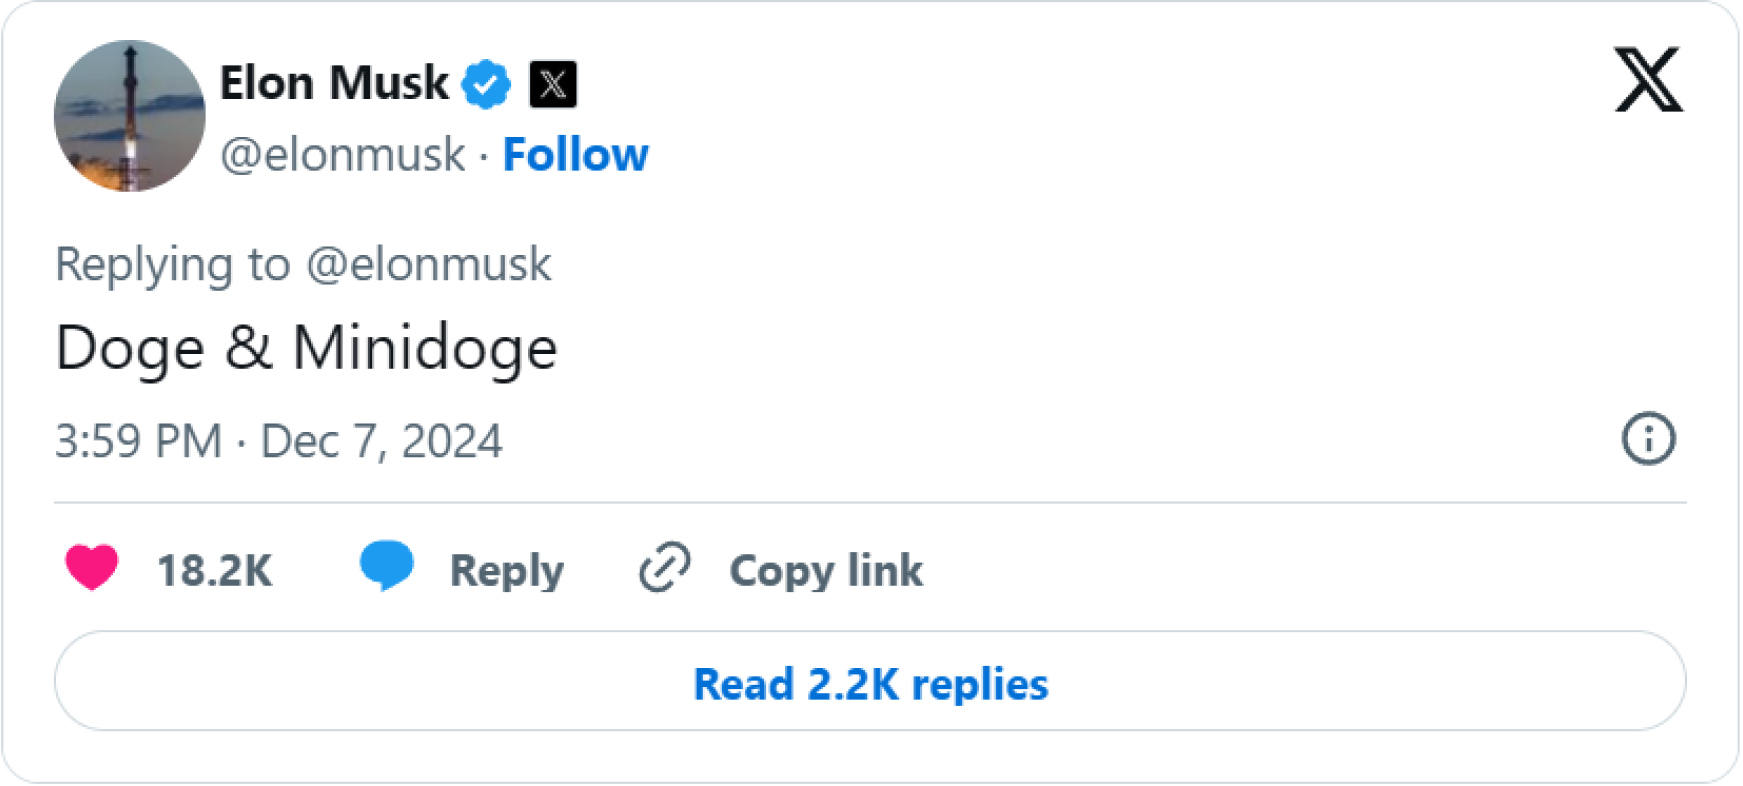 Elon Musk
@elonmusk · Follow
Replying to @elonmusk
Doge & Minidoge
3:59 PM · Dec 7, 2024
18.2K Reply Copy link
Read 2.2K replies